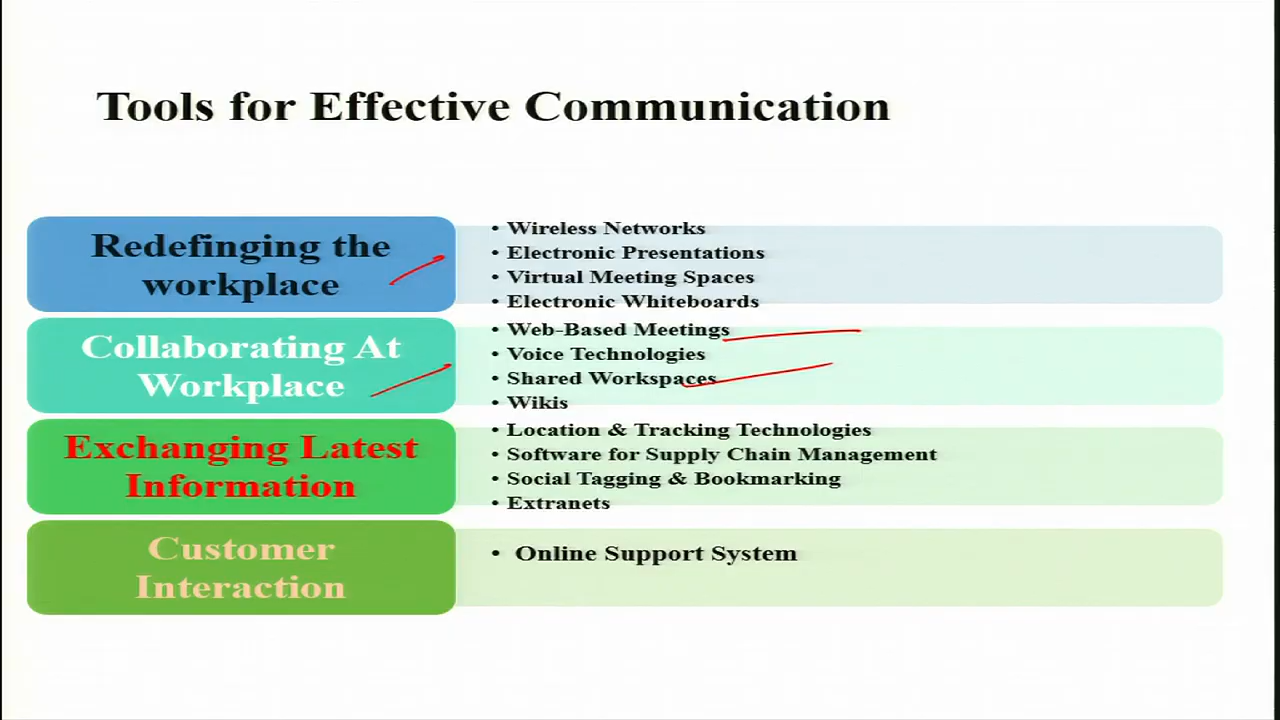 Tools for Effective Communication
Redefinging the
workplace
• Wireless Networks
• Electronic Presentations
• Virtual Meeting Spaces
• Electronic Whiteboards
Collaborating At
Workplace
• Web-Based Meetings
• Voice Technologies
• Shared Workspaces
• Wikis
Exchanging Latest
Information
• Location & Tracking Technologies
• Software for Supply Chain Management
• Social Tagging & Bookmarking
• Extranets
Customer
Interaction
• Online Support System